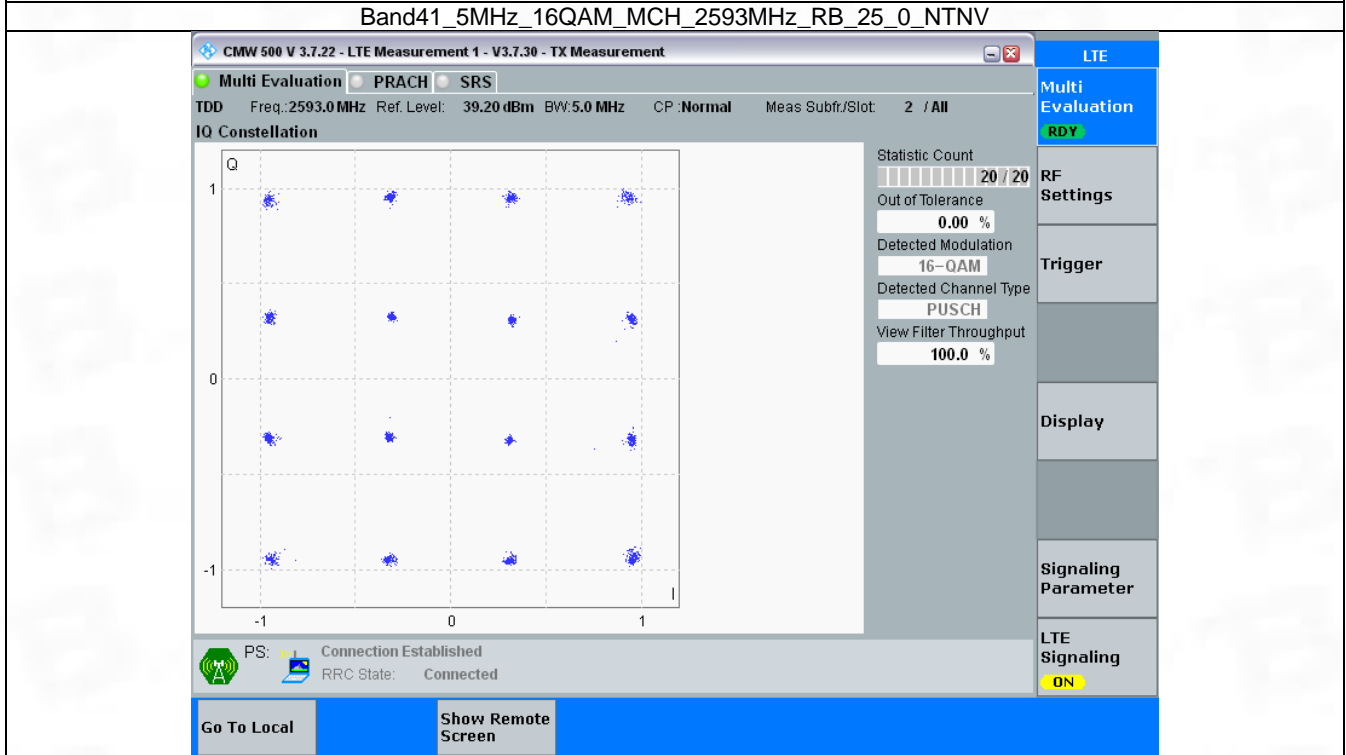 Band41_5MHz_16QAM_MCH_2593MHz_RB_25_0_NTNV
CMW 500 V 3.7.22 - LTE Measurement 1 - V3.7.30 - TX Measurement
LTE
Multi Evaluation PRACH SRS
Multi
Evaluation
RDY
TDD Freq.:2593.0 MHz Ref. Level: 39.20 dBm BW:5.0 MHz CP :Normal Meas Subfr./Slot: 2 / All
IQ Constellation
Q
1
0
-1
I
-1 0 1
Statistic Count
20 / 20
Out of Tolerance
0.00 %
Detected Modulation
16-QAM
Detected Channel Type
PUSCH
View Filter Throughput
100.0 %
RF
Settings
Trigger
Display
Signaling
Parameter
LTE
Signaling
ON
PS: Connection Established
RRC State: Connected
Go To Local
Show Remote
Screen